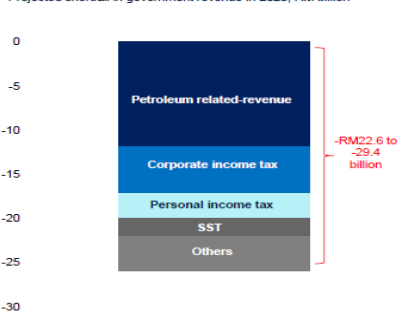 0
-5
-10
-15
-20
-25
-30
Petroleum related-revenue
Corporate income tax
Personal income tax
SST
Others
-RM22.6 to
-29.4
billion